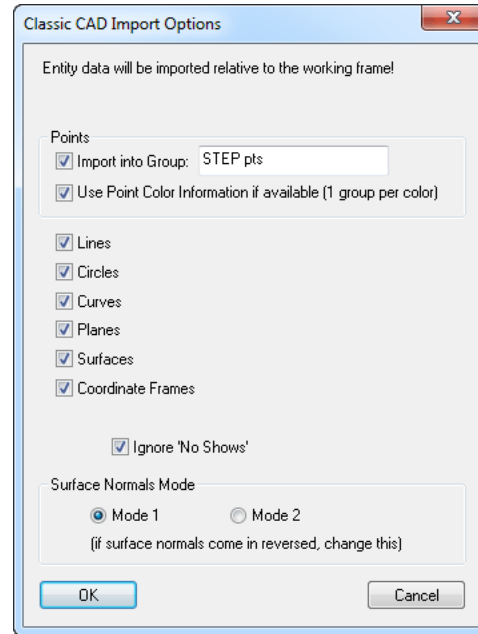 Classic CAD Import Options
Entity data will be imported relative to the working frame!
Points
Import into Group: STEP pts
Use Point Color Information if available (1 group per color)
Lines
Circles
Curves
Planes
Surfaces
Coordinate Frames
Ignore 'No Shows'
Surface Normals Mode
Mode 1 Mode 2
(if surface normals come in reversed, change this)
OK Cancel